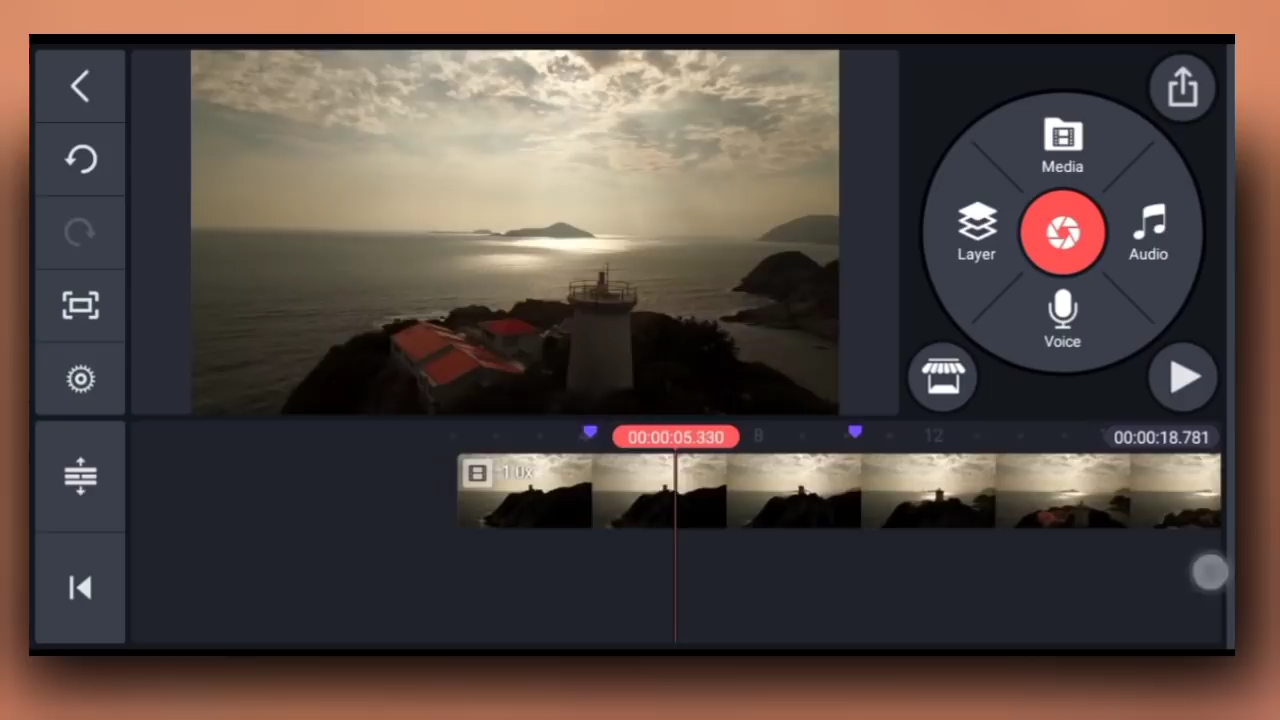 Media
Layer
Audio
Voice
00:00:05.330
8
12
00:00:18.781
1.0x